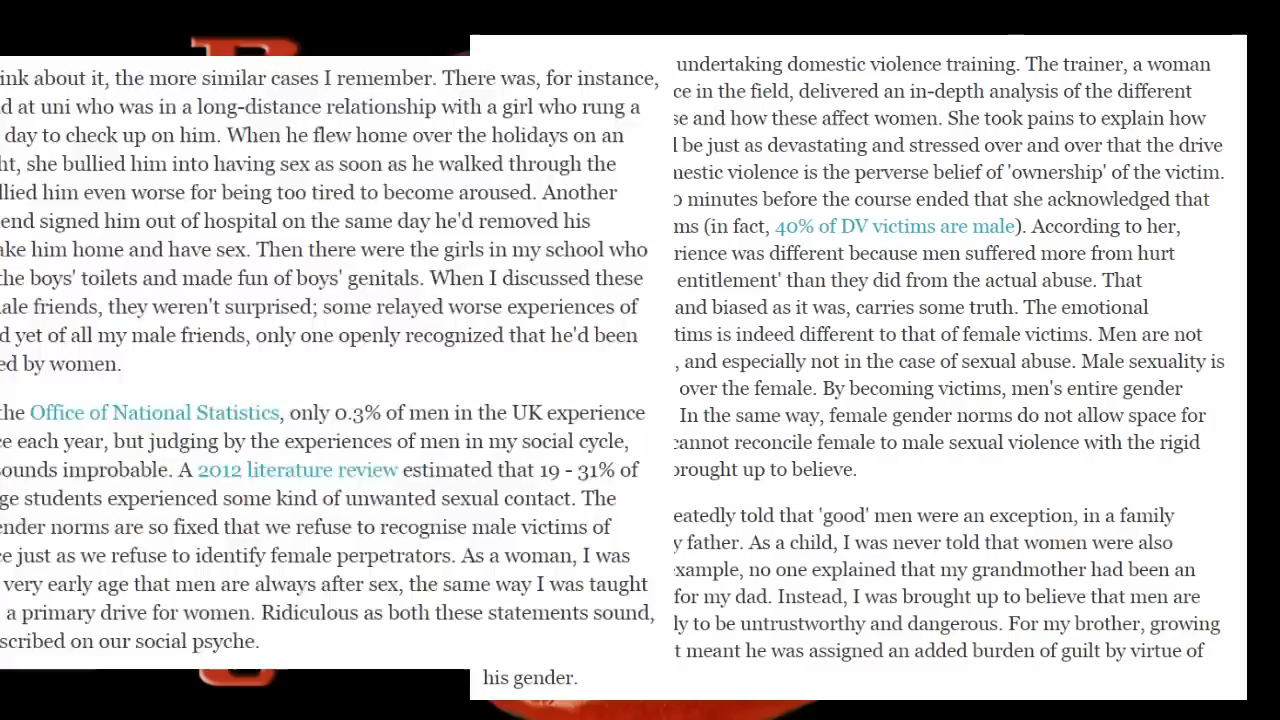 ink about it, the more similar cases I remember. There was, for instance,
d at uni who was in a long-distance relationship with a girl who rung a
day to check up on him. When he flew home over the holidays on an
ht, she bullied him into having sex as soon as he walked through the
llied him even worse for being too tired to become aroused. Another
end signed him out of hospital on the same day he'd removed his
ake him home and have sex. Then there were the girls in my school who
the boys' toilets and made fun of boys' genitals. When I discussed these
ale friends, they weren't surprised; some relayed worse experiences of
d yet of all my male friends, only one openly recognized that he'd been
ed by women.
the Office of National Statistics, only 0.3% of men in the UK experience
e each year, but judging by the experiences of men in my social cycle,
sounds improbable. A 2012 literature review estimated that 19 - 31% of
ge students experienced some kind of unwanted sexual contact. The
ender norms are so fixed that we refuse to recognise male victims of
e just as we refuse to identify female perpetrators. As a woman, I was
very early age that men are always after sex, the same way I was taught
a primary drive for women. Ridiculous as both these statements sound,
scribed on our social psyche.
undertaking domestic violence training. The trainer, a woman
ce in the field, delivered an in-depth analysis of the different
se and how these affect women. She took pains to explain how
l be just as devastating and stressed over and over that the drive
nestic violence is the perverse belief of 'ownership' of the victim.
o minutes before the course ended that she acknowledged that
ms (in fact, 40% of DV victims are male). According to her,
rience was different because men suffered more from hurt
entitlement' than they did from the actual abuse. That
and biased as it was, carries some truth. The emotional
tims is indeed different to that of female victims. Men are not
, and especially not in the case of sexual abuse. Male sexuality is
over the female. By becoming victims, men's entire gender
In the same way, female gender norms do not allow space for
cannot reconcile female to male sexual violence with the rigid
brought up to believe.
eatedly told that 'good' men were an exception, in a family
y father. As a child, I was never told that women were also
example, no one explained that my grandmother had been an
for my dad. Instead, I was brought up to believe that men are
ly to be untrustworthy and dangerous. For my brother, growing
t meant he was assigned an added burden of guilt by virtue of
his gender.